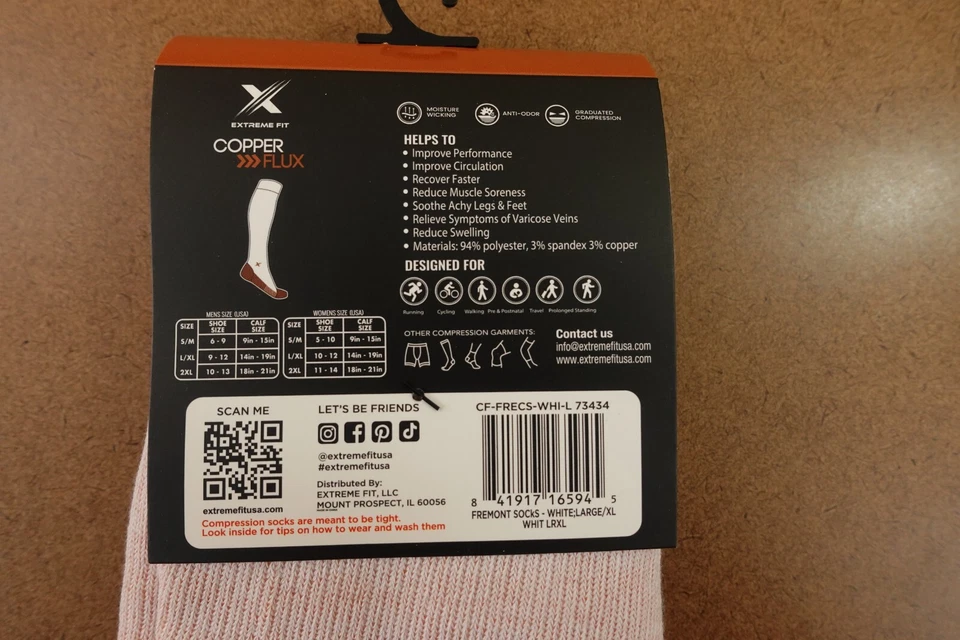 EXTREME FIT
COPPER
FLUX
MOISTURE
WICKING
ANTI-ODOR
GRADUATED
COMPRESSION
HELPS TO
• Improve Performance
• Improve Circulation
• Recover Faster
• Reduce Muscle Soreness
• Soothe Achy Legs & Feet
• Relieve Symptoms of Varicose Veins
• Reduce Swelling
• Materials: 94% polyester, 3% spandex 3% copper
DESIGNED FOR
Running Cycling Walking Pre & Postnatal Travel Prolonged Standing
MENS SIZE (USA)
SIZE SHOE SIZE CALF SIZE
S/M 6 - 9 9in - 15in
L/XL 9 - 12 14in - 19in
2XL 10 - 13 18in - 21in
WOMENS SIZE (USA)
SIZE SHOE SIZE CALF SIZE
S/M 5 - 10 9in - 15in
L/XL 10 - 12 14in - 19in
2XL 11 - 14 18in - 21in
OTHER COMPRESSION GARMENTS:
Contact us
info@extremefitusa.com
www.extremefitusa.com
SCAN ME
extremefitusa.com
LET'S BE FRIENDS
@extremefitusa
#extremefitusa
Distributed By:
EXTREME FIT, LLC
MOUNT PROSPECT, IL 60056
Compression socks are meant to be tight.
Look inside for tips on how to wear and wash them
CF-FRECS-WHI-L 73434
8 41917 16594 5
FREMONT SOCKS - WHITE;LARGE/XL
WHIT LRXL